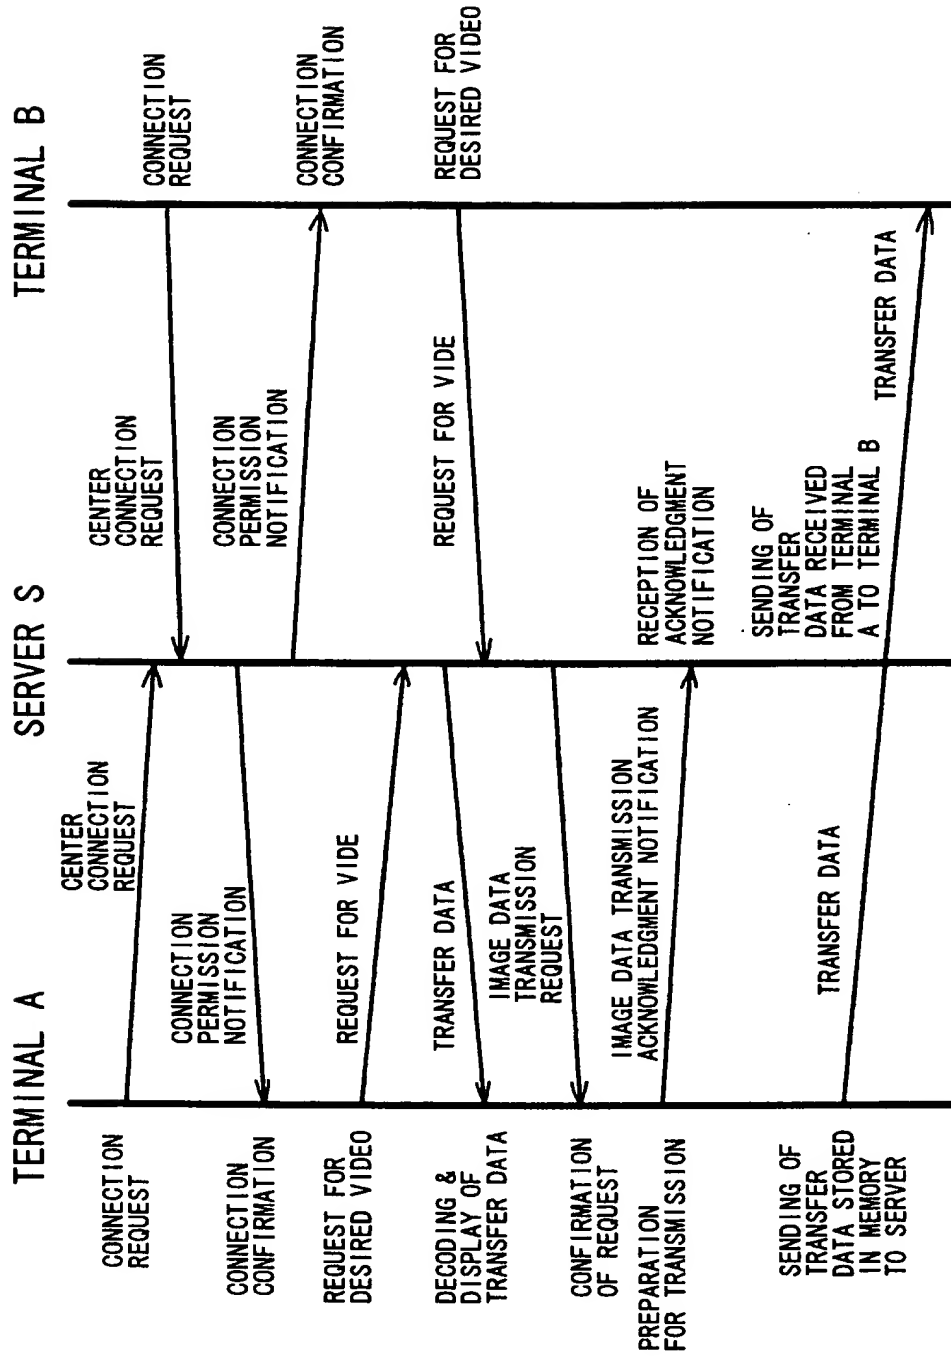 TERMINAL A
SERVER S
TERMINAL B
CONNECTION
REQUEST
CENTER
CONNECTION
REQUEST
CENTER
CONNECTION
REQUEST
CONNECTION
REQUEST
CONNECTION
CONFIRMATION
CONNECTION
PERMISSION
NOTIFICATION
CONNECTION
PERMISSION
NOTIFICATION
CONNECTION
CONFIRMATION
REQUEST FOR
DESIRED VIDEO
REQUEST FOR VIDE
REQUEST FOR VIDE
REQUEST FOR
DESIRED VIDEO
DECODING &
DISPLAY OF
TRANSFER DATA
TRANSFER DATA
IMAGE DATA
TRANSMISSION
REQUEST
CONFIRMATION
OF REQUEST
PREPARATION
FOR TRANSMISSION
IMAGE DATA TRANSMISSION
ACKNOWLEDGMENT NOTIFICATION
RECEPTION OF
ACKNOWLEDGMENT
NOTIFICATION
SENDING OF
TRANSFER
DATA STORED
IN MEMORY
TO SERVER
TRANSFER DATA
SENDING OF
TRANSFER
DATA RECEIVED
FROM TERMINAL
A TO TERMINAL B
TRANSFER DATA